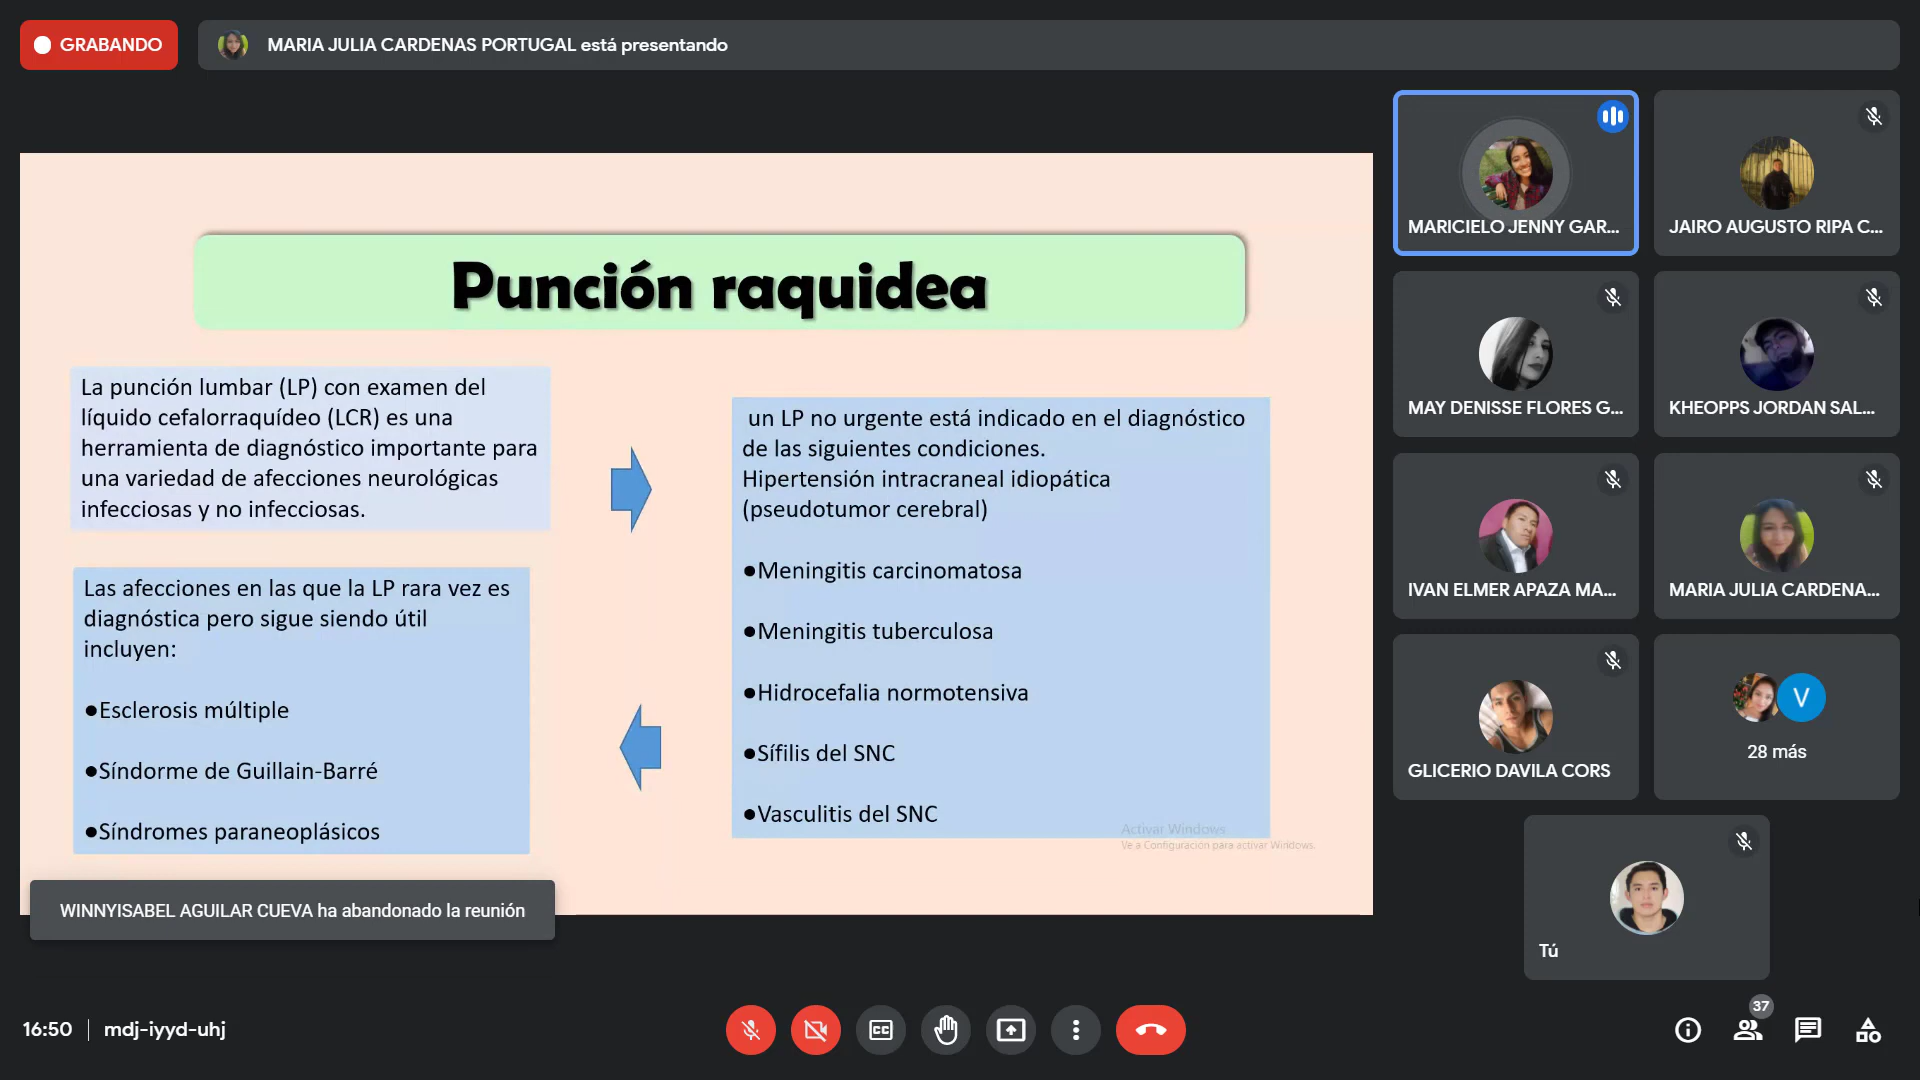 GRABANDO
MARIA JULIA CARDENAS PORTUGAL está presentando
Punción raquidea
La punción lumbar (LP) con examen del
líquido cefalorraquídeo (LCR) es una
herramienta de diagnóstico importante para
una variedad de afecciones neurológicas
infecciosas y no infecciosas.
un LP no urgente está indicado en el diagnóstico
de las siguientes condiciones.
Hipertensión intracraneal idiopática
(pseudotumor cerebral)
●Meningitis carcinomatosa
●Meningitis tuberculosa
●Hidrocefalia normotensiva
●Sífilis del SNC
●Vasculitis del SNC
Las afecciones en las que la LP rara vez es
diagnóstica pero sigue siendo útil
incluyen:
●Esclerosis múltiple
●Síndorme de Guillain-Barré
●Síndromes paraneoplásicos
Activar Windows
Ve a Configuración para activar Windows.
WINNYISABEL AGUILAR CUEVA ha abandonado la reunión
MARICIELO JENNY GAR...
JAIRO AUGUSTO RIPA C...
MAY DENISSE FLORES G...
KHEOPPS JORDAN SAL...
IVAN ELMER APAZA MA...
MARIA JULIA CARDENA...
GLICERIO DAVILA CORS
V
28 más
Tú
16:50
mdj-iyyd-uhj
CC
37